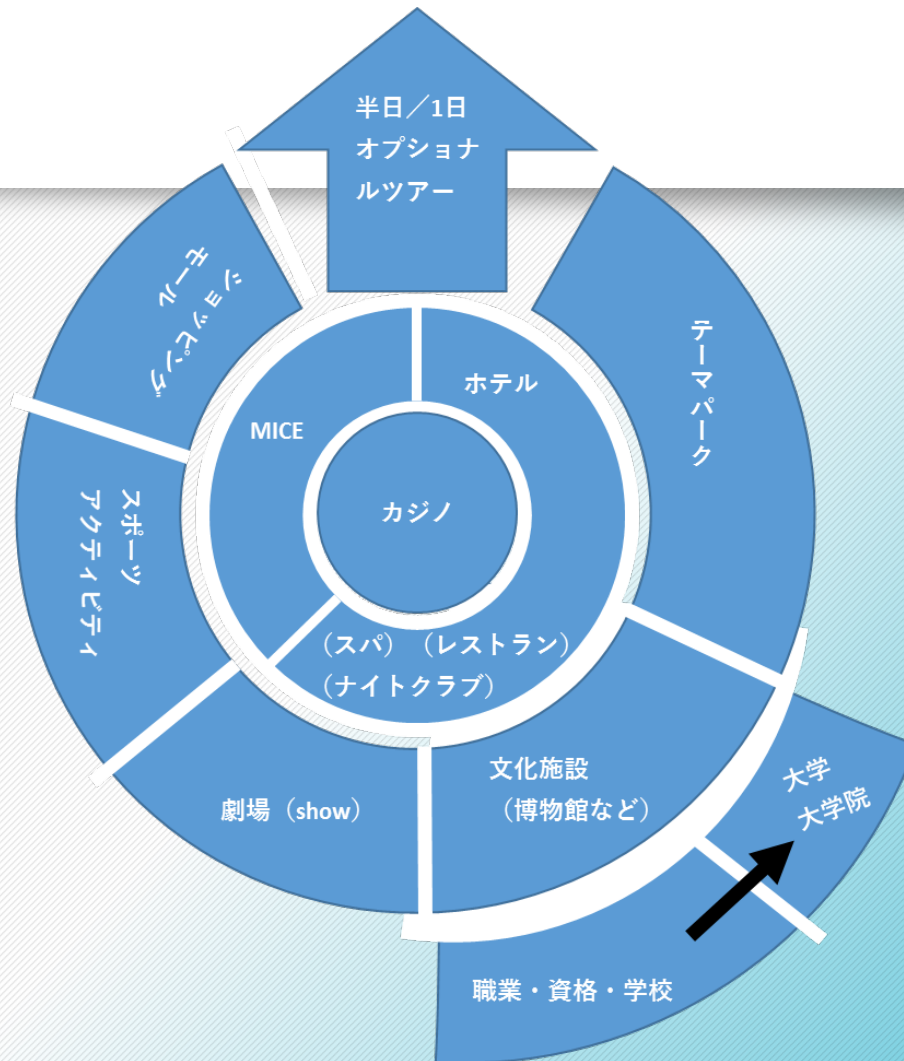 半日／1日
オプショナ
ルツアー
ショッピング
モール
テーマパーク
ホテル
MICE
カジノ
スポーツ
アクティビティ
（スパ）（レストラン）
（ナイトクラブ）
文化施設
（博物館など）
劇場（show）
大学
大学院
職業・資格・学校